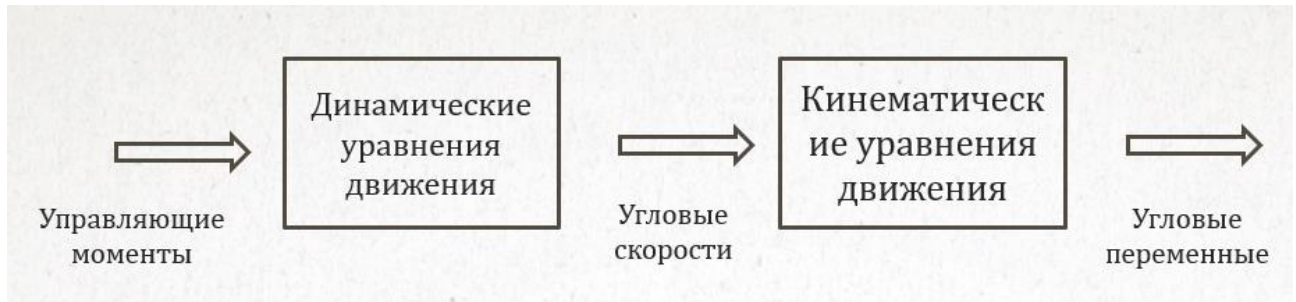 Управляющие
моменты
Динамические
уравнения
движения
Угловые
скорости
Кинематическ
ие уравнения
движения
Угловые
переменные